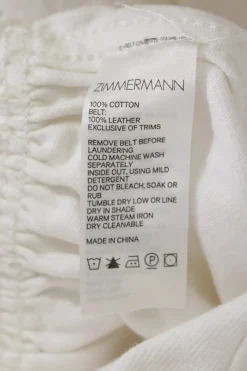 ZIMMERMANN
100% COTTON
BELT:
100% LEATHER
EXCLUSIVE OF TRIMS
REMOVE BELT BEFORE
LAUNDERING
COLD MACHINE WASH
SEPARATELY
INSIDE OUT, USING MILD
DETERGENT
DO NOT BLEACH, SOAK OR
RUB
TUMBLE DRY LOW OR LINE
DRY IN SHADE
WARM STEAM IRON
DRY CLEANABLE
MADE IN CHINA